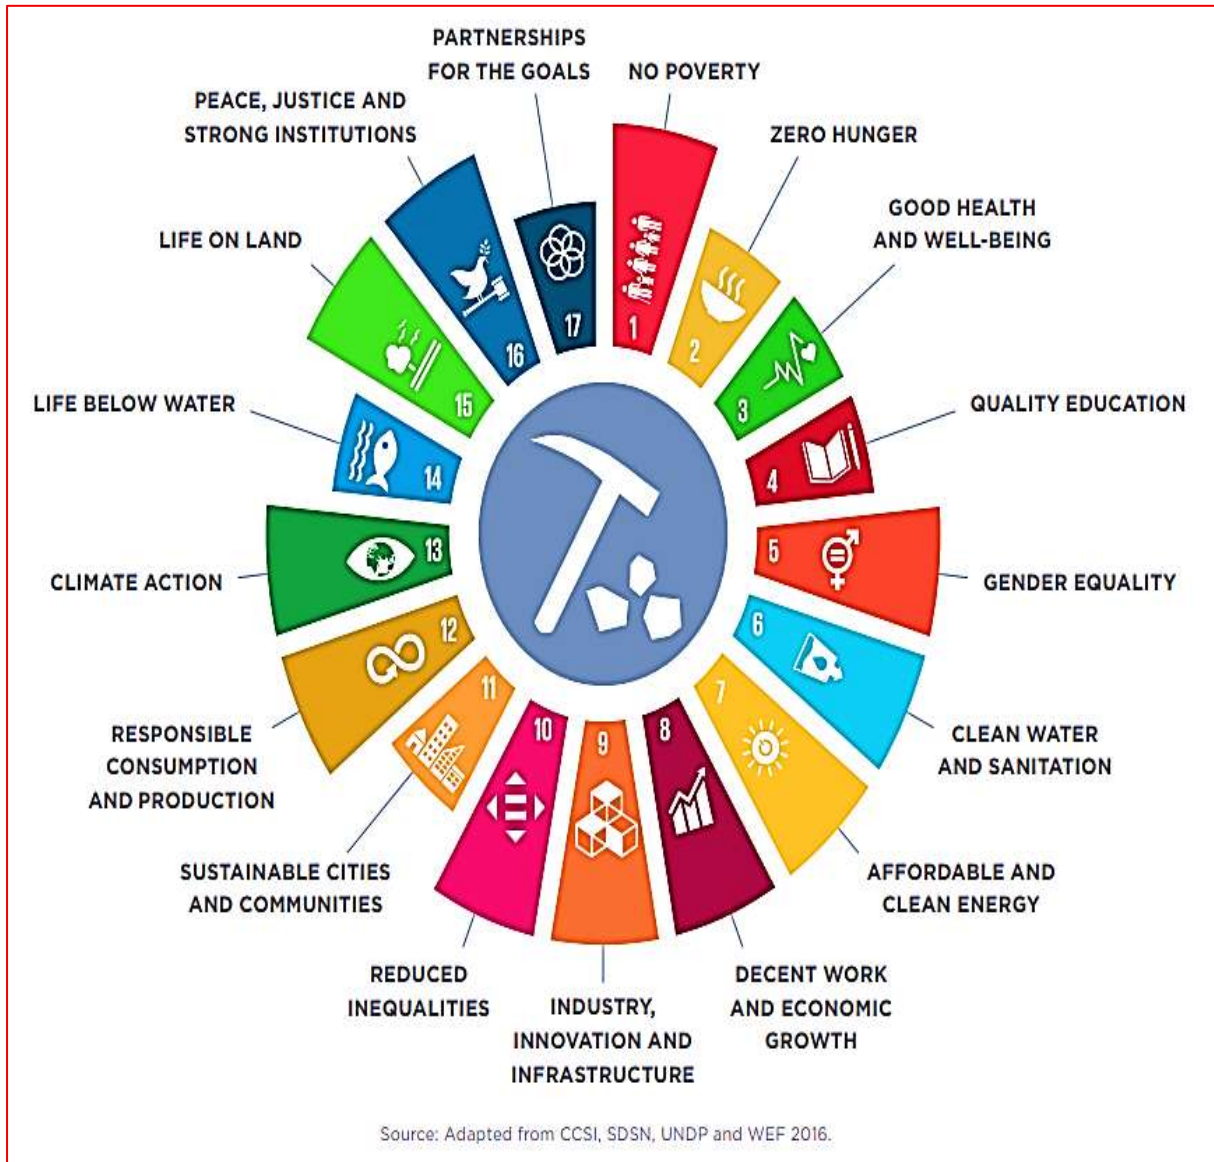 PARTNERSHIPS
FOR THE GOALS
NO POVERTY
ZERO HUNGER
GOOD HEALTH
AND WELL-BEING
QUALITY EDUCATION
GENDER EQUALITY
CLEAN WATER
AND SANITATION
AFFORDABLE AND
CLEAN ENERGY
DECENT WORK
AND ECONOMIC
GROWTH
INDUSTRY,
INNOVATION AND
INFRASTRUCTURE
REDUCED
INEQUALITIES
SUSTAINABLE CITIES
AND COMMUNITIES
RESPONSIBLE
CONSUMPTION
AND PRODUCTION
CLIMATE ACTION
LIFE BELOW WATER
LIFE ON LAND
PEACE, JUSTICE AND
STRONG INSTITUTIONS
1
2
3
4
5
6
7
8
9
10
11
12
13
14
15
16
17
Source: Adapted from CCSI, SDSN, UNDP and WEF 2016.